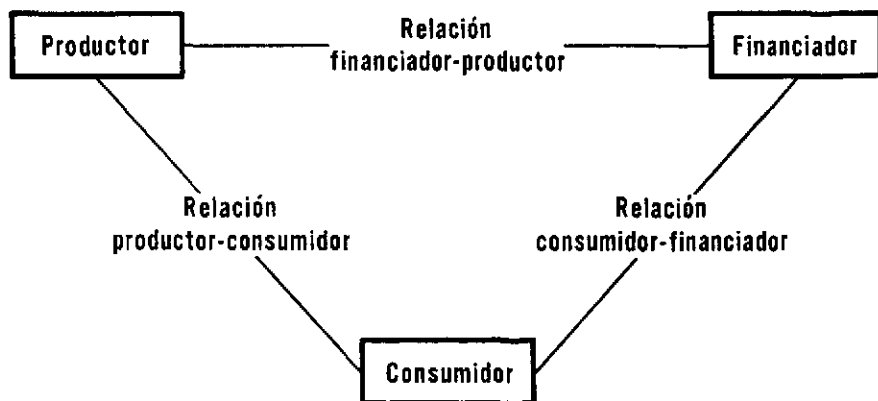 Productor
Relación
financiador-productor
Financiador
Relación
productor-consumidor
Relación
consumidor-financiador
Consumidor